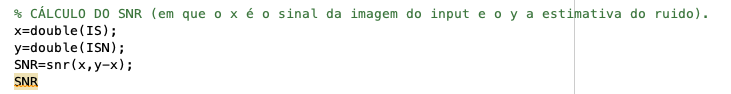 % CÁLCULO DO SNR (em que o x é o sinal da imagem do input e o y a estimativa do ruido).
x=double(IS);
y=double(ISN);
SNR=snr(x,y-x);
SNR